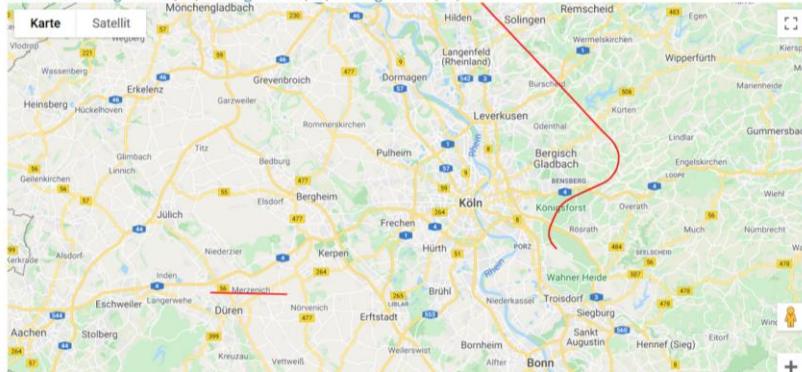 Karte
Satellit
Mönchengladbach
Hilden
Solingen
Remscheid
Egen
Vlodrop
Wegberg
Langenfeld
(Rheinland)
Wermelskirchen
Wipperfürth
Wassenberg
Erkelenz
Grevenbroich
Dormagen
Burscheid
Marienheide
Heinsberg
Hückelhoven
Garzweiler
Rommerskirchen
Leverkusen
Kürten
Odenthal
Lindlar
Gummersbach
Glimbach
Linnich
Titz
Bedburg
Pulheim
Bergisch
Gladbach
Engelskirchen
Geilenkirchen
BENSBERG
LOOPE
Elsdorf
Bergheim
Köln
Königsforst
Overath
Wiehl
Jülich
Frechen
Rösrath
Much
Nümbrecht
Niederzier
Kerpen
Hürth
PORZ
SEELSCHEID
Kerkrade
Alsdorf
Inden
Rhein
Wahner Heide
Eschweiler
Langerwehe
Merzenich
Düren
Nörvenich
Erftstadt
LIBLAR
Brühl
Niederkassel
Troisdorf
Siegburg
Aachen
Stolberg
Sankt
Augustin
Hennef (Sieg)
Eitorf
Kreuzau
Vettweiß
Weilerswist
Bornheim
Alfter
Bonn